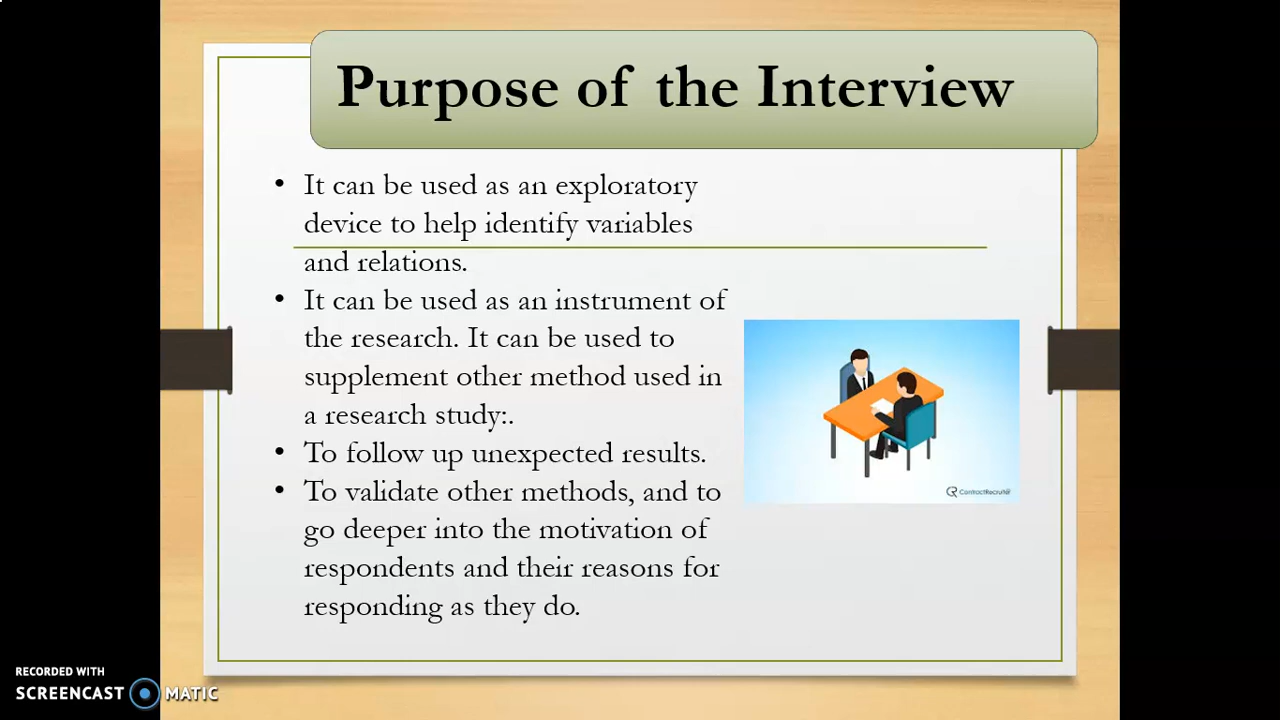 Purpose of the Interview
• It can be used as an exploratory
device to help identify variables
and relations.
• It can be used as an instrument of
the research. It can be used to
supplement other method used in
a research study:.
• To follow up unexpected results.
• To validate other methods, and to
go deeper into the motivation of
respondents and their reasons for
responding as they do.
ContractRecruiter
RECORDED WITH
SCREENCAST MATIC